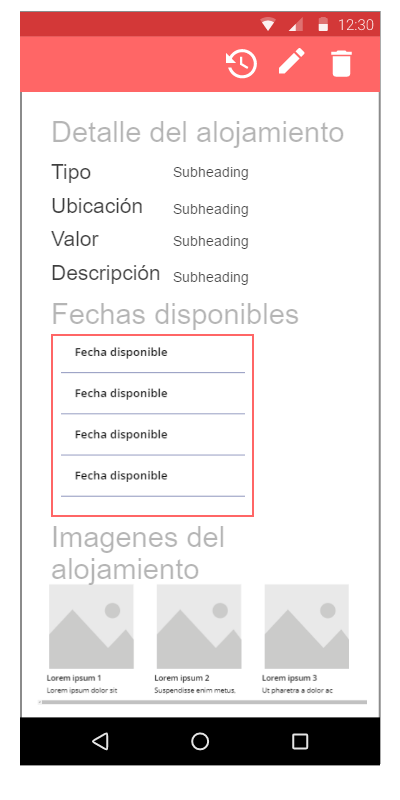 12:30
Detalle del alojamiento
Tipo Subheading
Ubicación Subheading
Valor Subheading
Descripción Subheading
Fechas disponibles
Fecha disponible
Fecha disponible
Fecha disponible
Fecha disponible
Imagenes del
alojamiento
Lorem ipsum 1 Lorem ipsum 2 Lorem ipsum 3
Lorem ipsum dolor sit Suspendisse enim metus, Ut pharetra a dolor ac